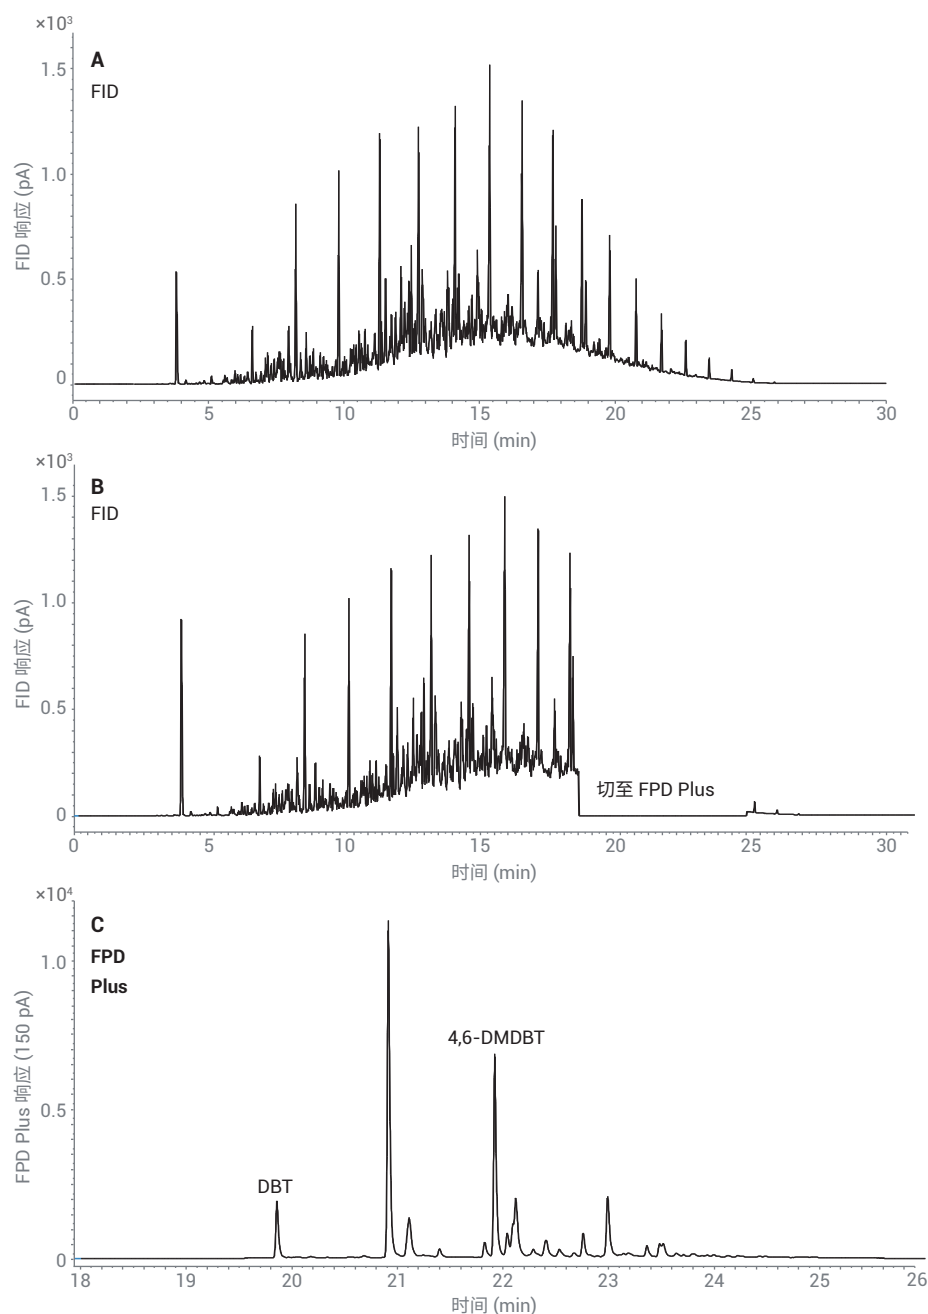 ×10³
A
FID
1.5
1.0
0.5
0
FID 响应 (pA)
0 5 10 15 20 25 30
时间 (min)
×10³
B
FID
1.5
1.0
0.5
0
FID 响应 (pA)
切至 FPD Plus
0 5 10 15 20 25 30
时间 (min)
×10⁴
C
FPD
Plus
1.0
0.5
0
FPD Plus 响应 (150 pA)
4,6-DMDBT
DBT
18 19 20 21 22 23 24 25 26
时间 (min)